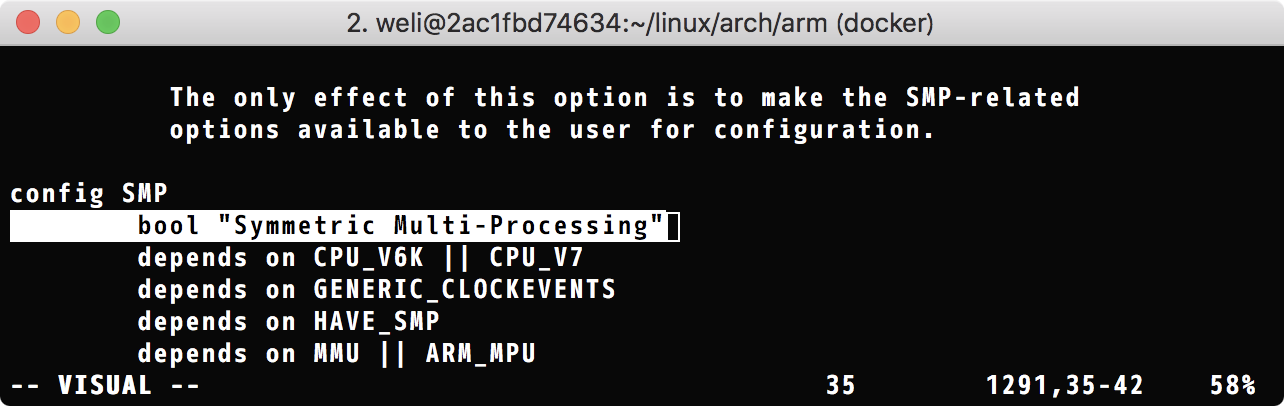 2. weli@2ac1fbd74634:~/linux/arch/arm (docker)
The only effect of this option is to make the SMP-related
options available to the user for configuration.
config SMP
bool "Symmetric Multi-Processing"
depends on CPU_V6K || CPU_V7
depends on GENERIC_CLOCKEVENTS
depends on HAVE_SMP
depends on MMU || ARM_MPU
-- VISUAL -- 35 1291,35-42 58%